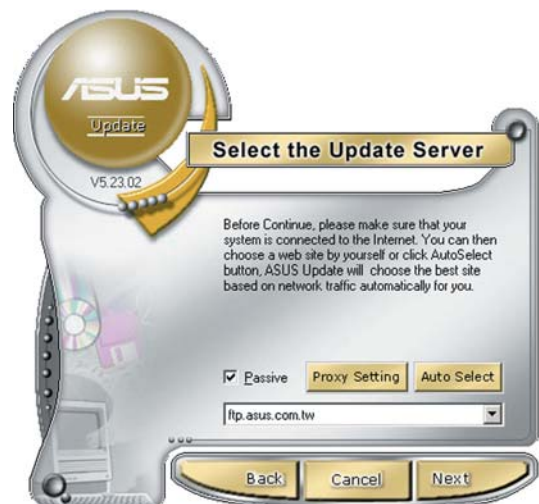 ASUS
Update
V5.23.02
Select the Update Server
Before Continue, please make sure that your
system is connected to the Internet. You can then
choose a web site by yourself or click AutoSelect
button, ASUS Update will choose the best site
based on network traffic automatically for you.
Passive
Proxy Setting
Auto Select
ftp.asus.com.tw
Back
Cancel
Next